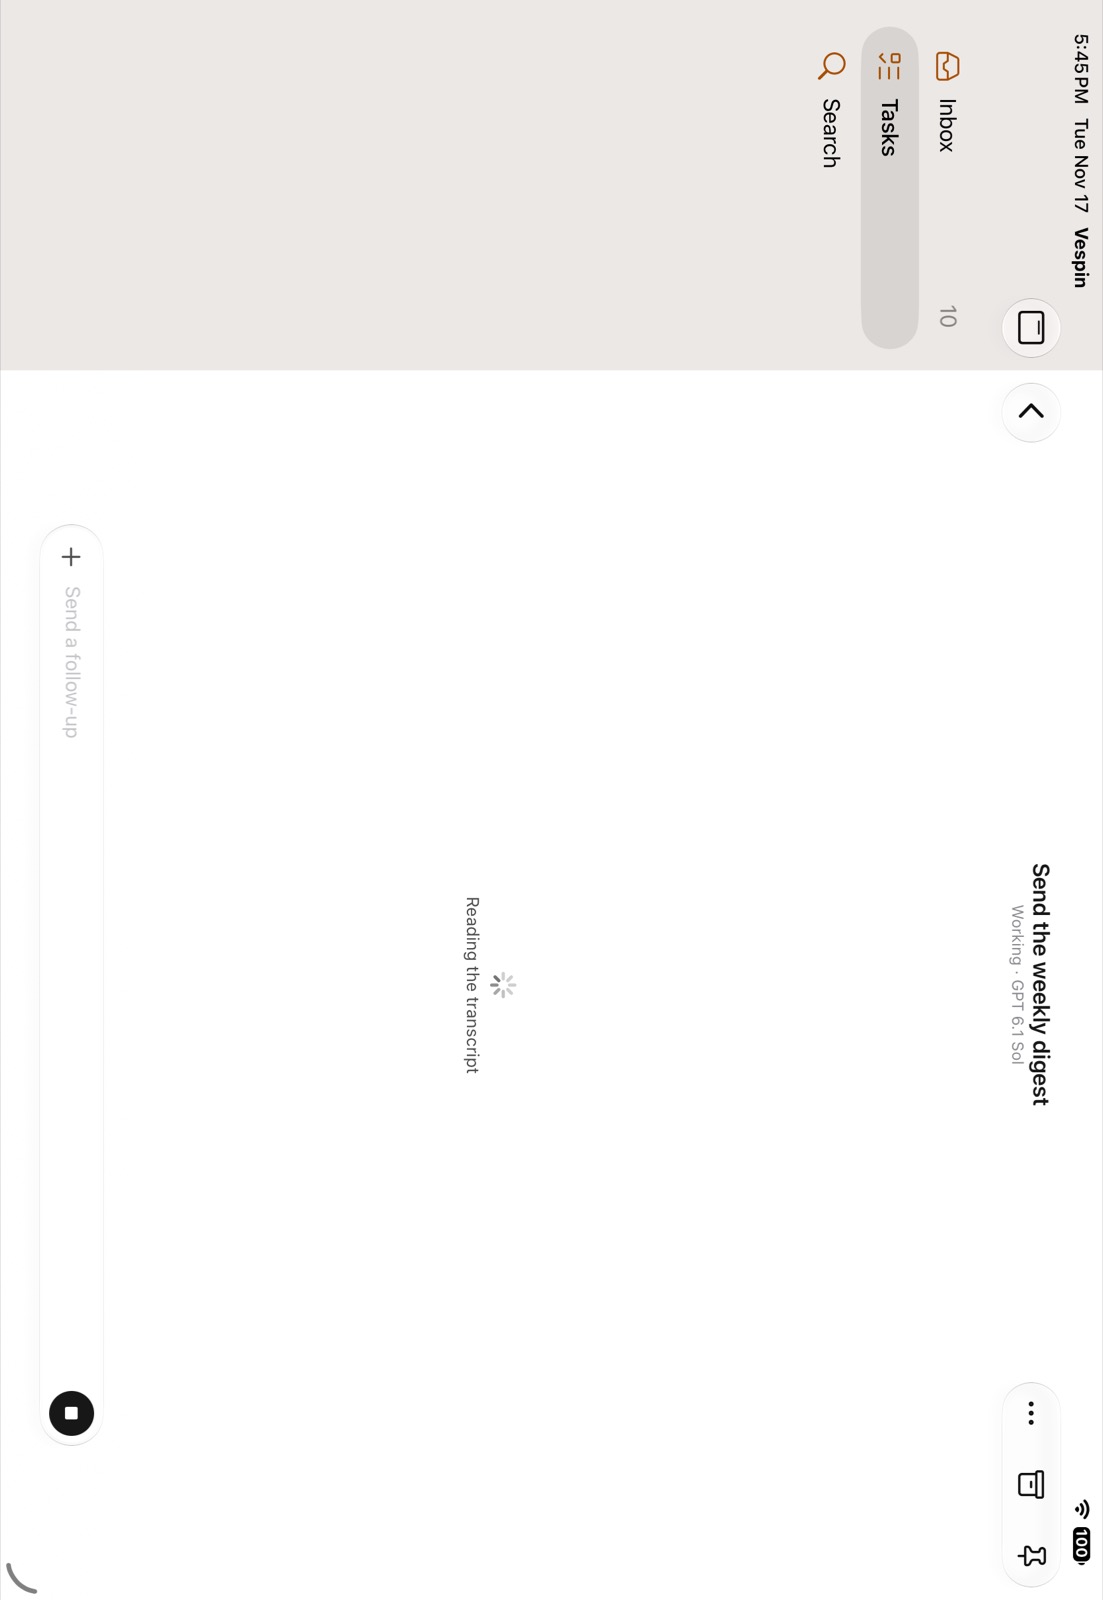 5:45 PM Tue Nov 17 Vespin
100
Inbox 10
Tasks
Search
Send the weekly digest
Working · GPT 6.1 Sol
Reading the transcript
Send a follow-up